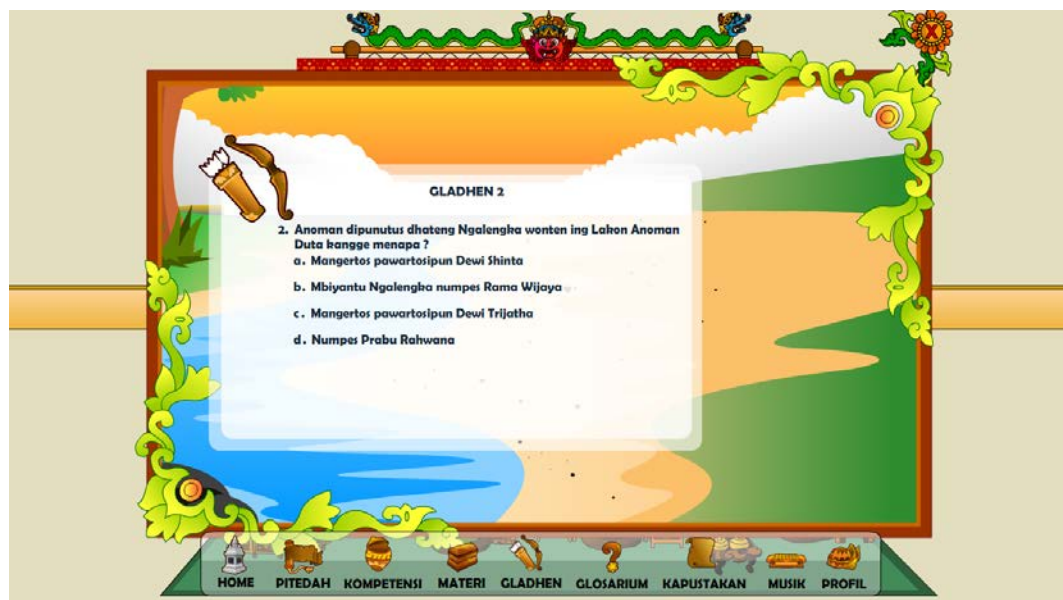 X
GLADHEN 2
2. Anoman dipunutus dhateng Ngalengka wonten ing Lakon Anoman
Duta kangge menapa ?
a. Mangertos pawartosipun Dewi Shinta
b. Mbiyantu Ngalengka numpes Rama Wijaya
c. Mangertos pawartosipun Dewi Trijatha
d. Numpes Prabu Rahwana
HOME PITEDAH KOMPETENSI MATERI GLADHEN GLOSARIUM KAPUSTAKAN MUSIK PROFIL